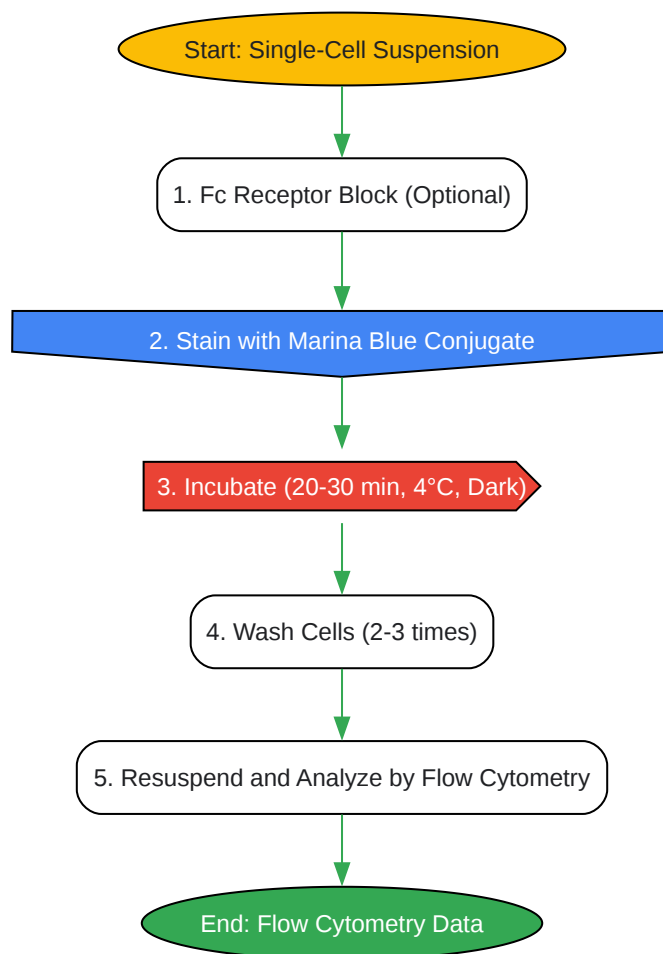 Start: Single-Cell Suspension
1. Fc Receptor Block (Optional)
2. Stain with Marina Blue Conjugate
3. Incubate (20-30 min, 4°C, Dark)
4. Wash Cells (2-3 times)
5. Resuspend and Analyze by Flow Cytometry
End: Flow Cytometry Data